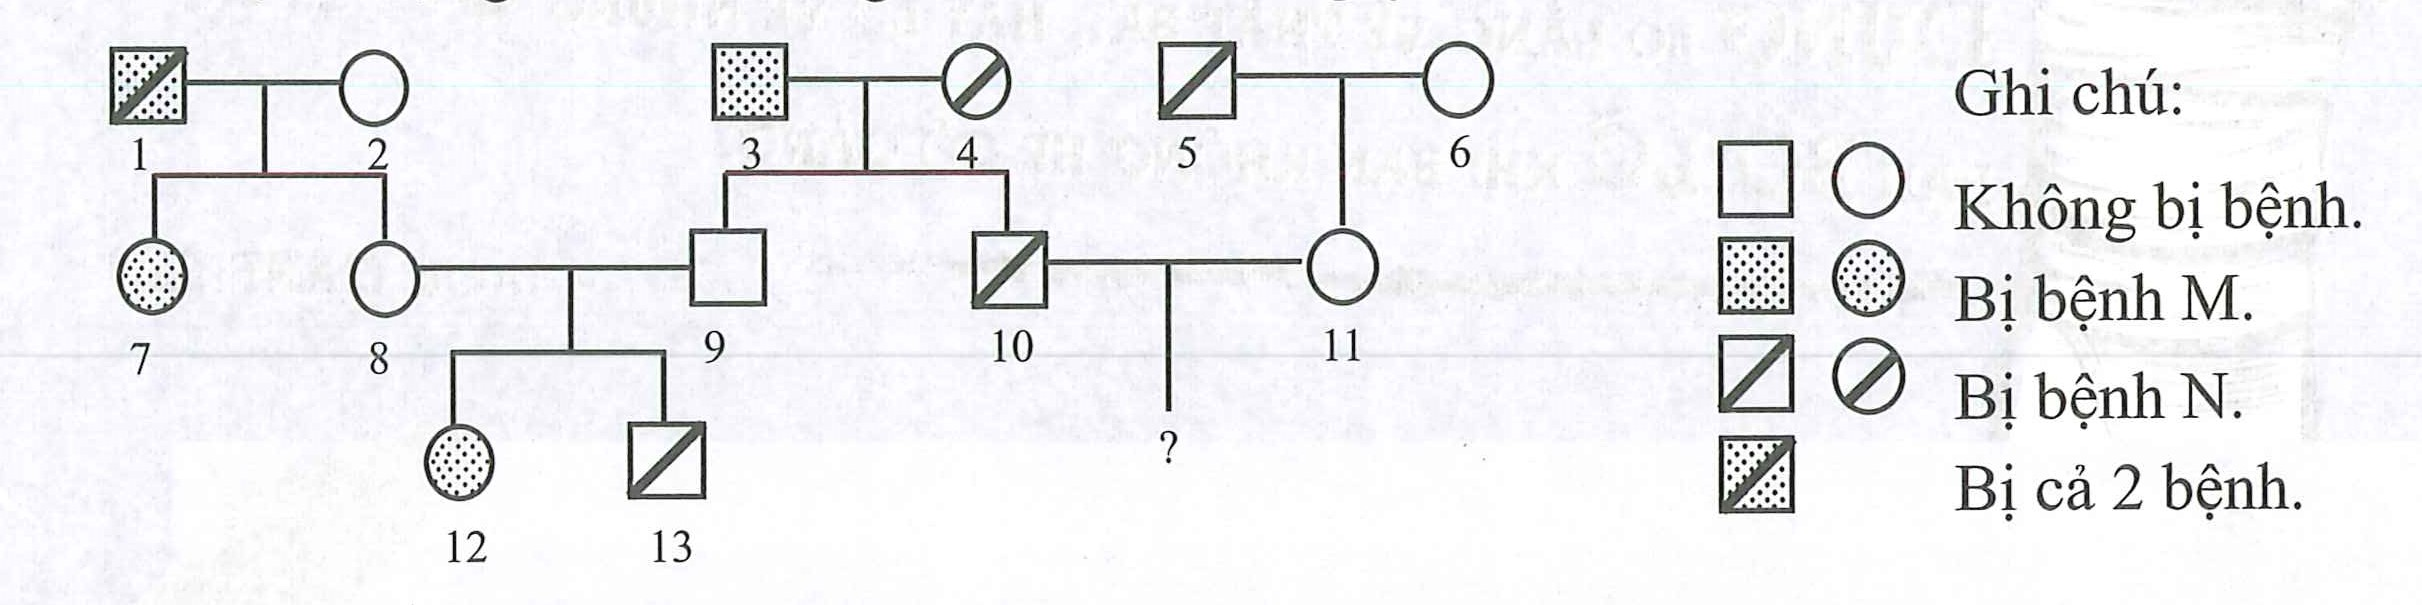 Ghi chú:
1 2 3 4 5 6
Không bị bệnh.
Bị bệnh M.
7 8 9 10 11
Bị bệnh N.
?
Bị cả 2 bệnh.
12 13